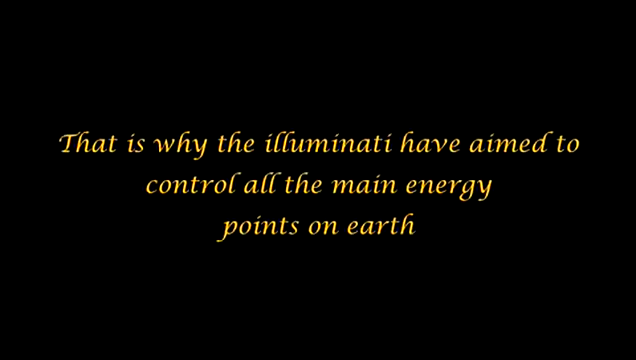 That is why the illuminati have aimed to
control all the main energy
points on earth